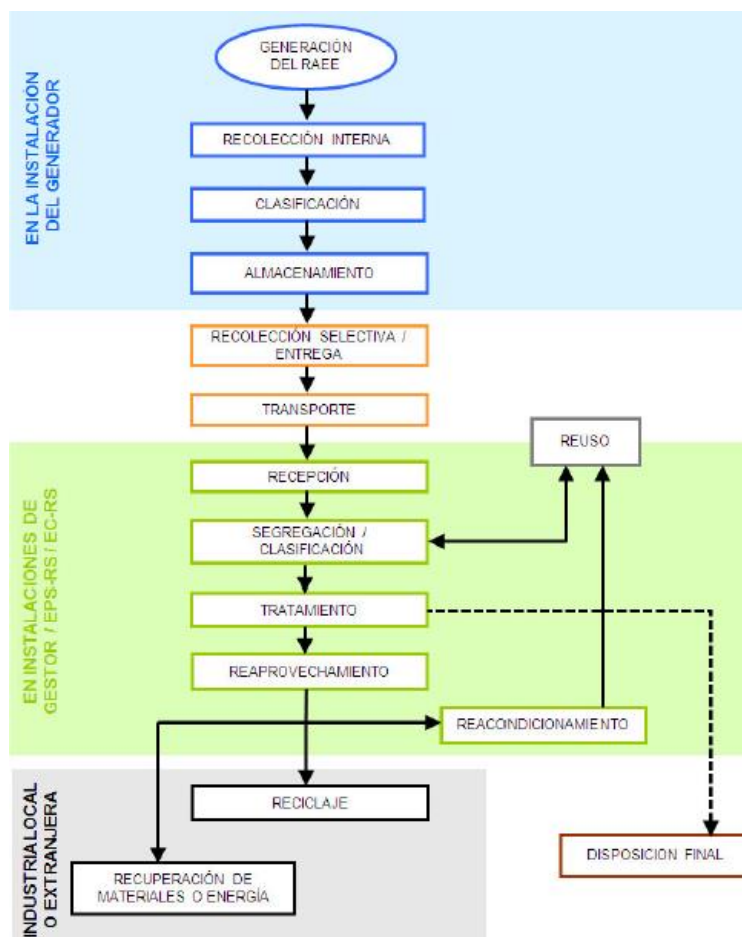 GENERACIÓN
DEL RAEE
RECOLECCIÓN INTERNA
CLASIFICACIÓN
ALMACENAMIENTO
EN LA INSTALACIÓN
DEL GENERADOR
RECOLECCIÓN SELECTIVA /
ENTREGA
TRANSPORTE
REUSO
RECEPCIÓN
SEGREGACIÓN /
CLASIFICACIÓN
TRATAMIENTO
REAPROVECHAMIENTO
REACONDICIONAMIENTO
EN INSTALACIONES DE
GESTOR / EPS-RS / EC-RS
RECICLAJE
RECUPERACIÓN DE
MATERIALES O ENERGÍA
INDUSTRIA LOCAL
O EXTRANJERA
DISPOSICION FINAL